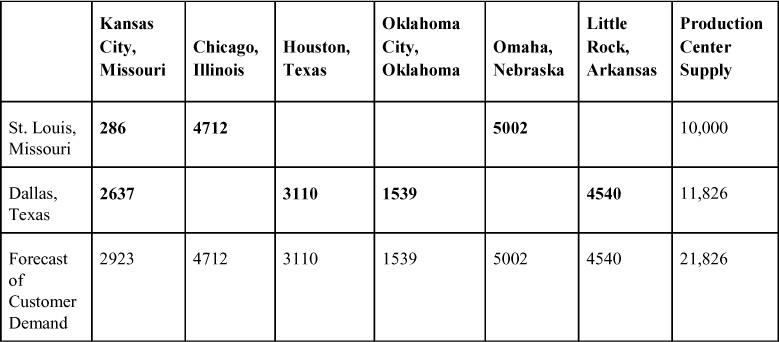 Kansas City, Missouri | Chicago, Illinois | Houston, Texas | Oklahoma City, Oklahoma | Omaha, Nebraska | Little Rock, Arkansas | Production Center Supply
St. Louis, Missouri | 286 | 4712 | | | 5002 | | 10,000
Dallas, Texas | 2637 | | 3110 | 1539 | | 4540 | 11,826
Forecast of Customer Demand | 2923 | 4712 | 3110 | 1539 | 5002 | 4540 | 21,826